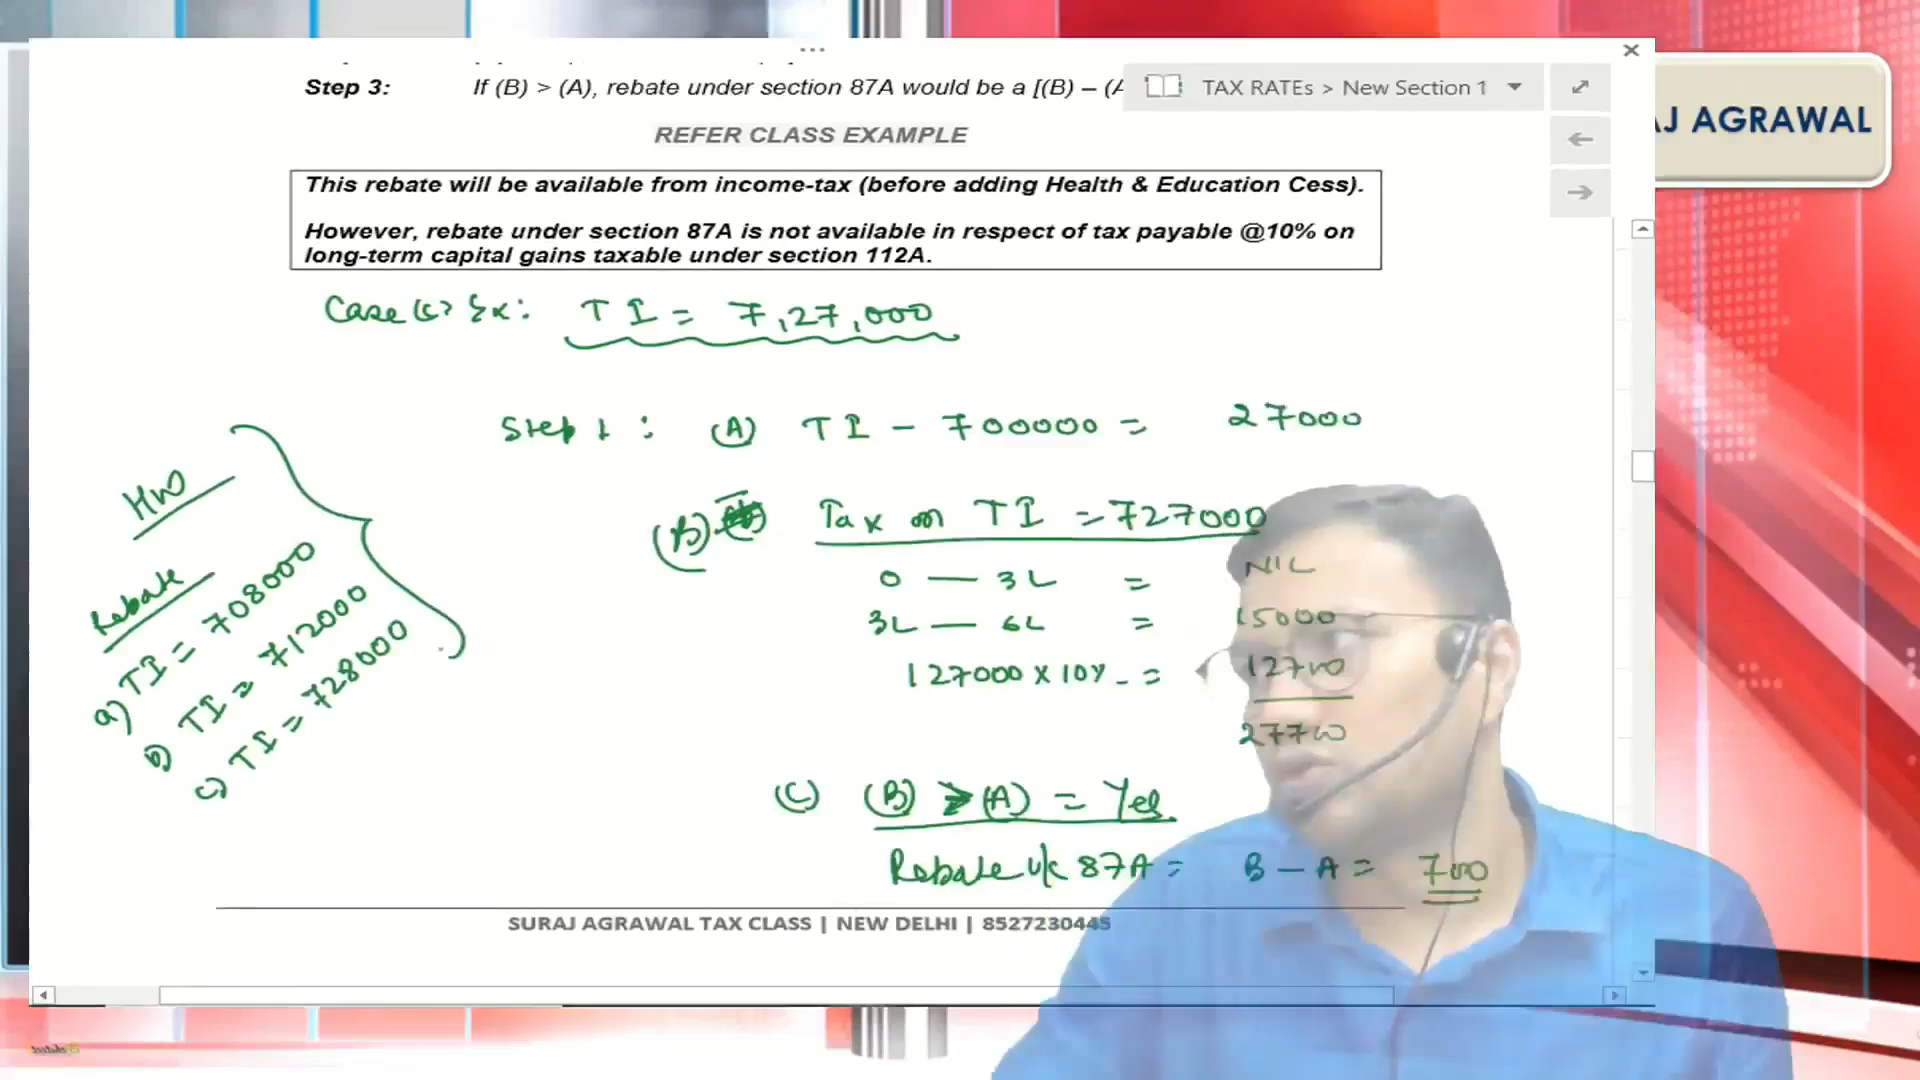 Step 3: If (B) > (A), rebate under section 87A would be a [(B) – (A
TAX RATEs > New Section 1
AJ AGRAWAL
REFER CLASS EXAMPLE
This rebate will be available from income-tax (before adding Health & Education Cess).
However, rebate under section 87A is not available in respect of tax payable @10% on
long-term capital gains taxable under section 112A.
Case (c) Ex: TI = 7,27,000
Step 1 : (A) TI - 700000 = 27000
(B) Tax on TI = 727000
0 — 3L = NIL
3L — 6L = 15000
127000 x 10% = 12700
27700
(C) (B) > (A) = Yes
Rebate u/s 87A = B - A = 700
HW
Rebate
a) TI = 708000
b) TI = 712000
c) TI = 728000
SURAJ AGRAWAL TAX CLASS | NEW DELHI | 8527230445